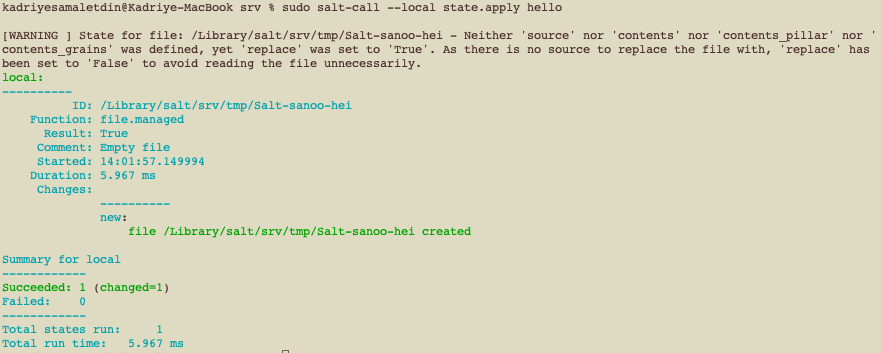 kadriyesamaletdin@Kadriye-MacBook srv % sudo salt-call --local state.apply hello
[WARNING ] State for file: /Library/salt/srv/tmp/Salt-sanoo-hei - Neither 'source' nor 'contents' nor 'contents_pillar' nor '
contents_grains' was defined, yet 'replace' was set to 'True'. As there is no source to replace the file with, 'replace' has
been set to 'False' to avoid reading the file unnecessarily.
local:
----------
          ID: /Library/salt/srv/tmp/Salt-sanoo-hei
    Function: file.managed
      Result: True
     Comment: Empty file
     Started: 14:01:57.149994
    Duration: 5.967 ms
     Changes:
              ----------
              new:
                  file /Library/salt/srv/tmp/Salt-sanoo-hei created
Summary for local
------------
Succeeded: 1 (changed=1)
Failed:    0
------------
Total states run:     1
Total run time:   5.967 ms